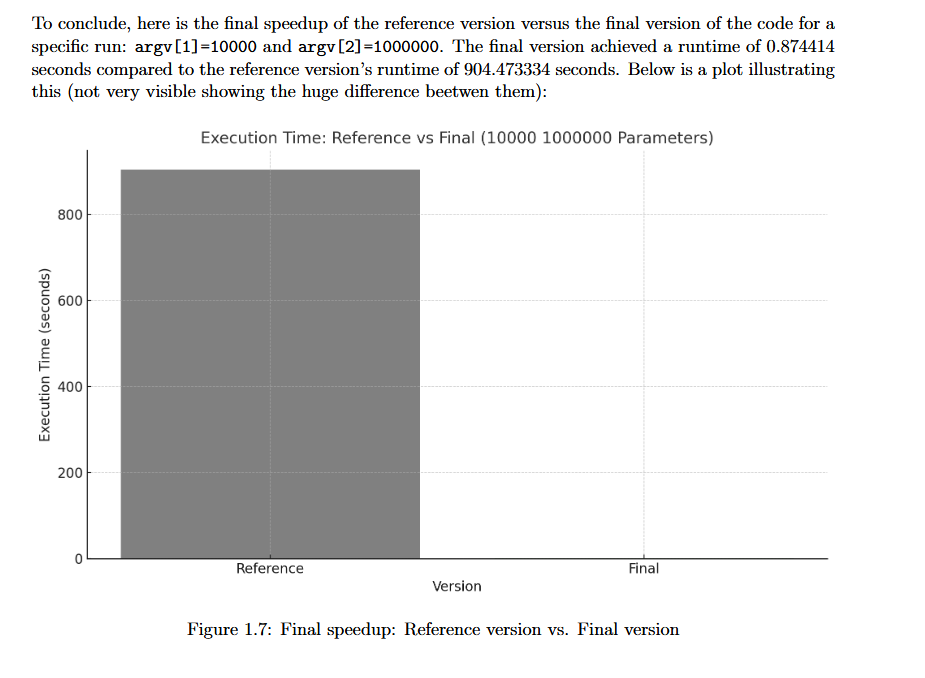 To conclude, here is the final speedup of the reference version versus the final version of the code for a
specific run: argv[1]=10000 and argv[2]=1000000. The final version achieved a runtime of 0.874414
seconds compared to the reference version's runtime of 904.473334 seconds. Below is a plot illustrating
this (not very visible showing the huge difference beetwen them):
Execution Time: Reference vs Final (10000 1000000 Parameters)
Execution Time (seconds)
800
600
400
200
0
Reference
Final
Version
Figure 1.7: Final speedup: Reference version vs. Final version